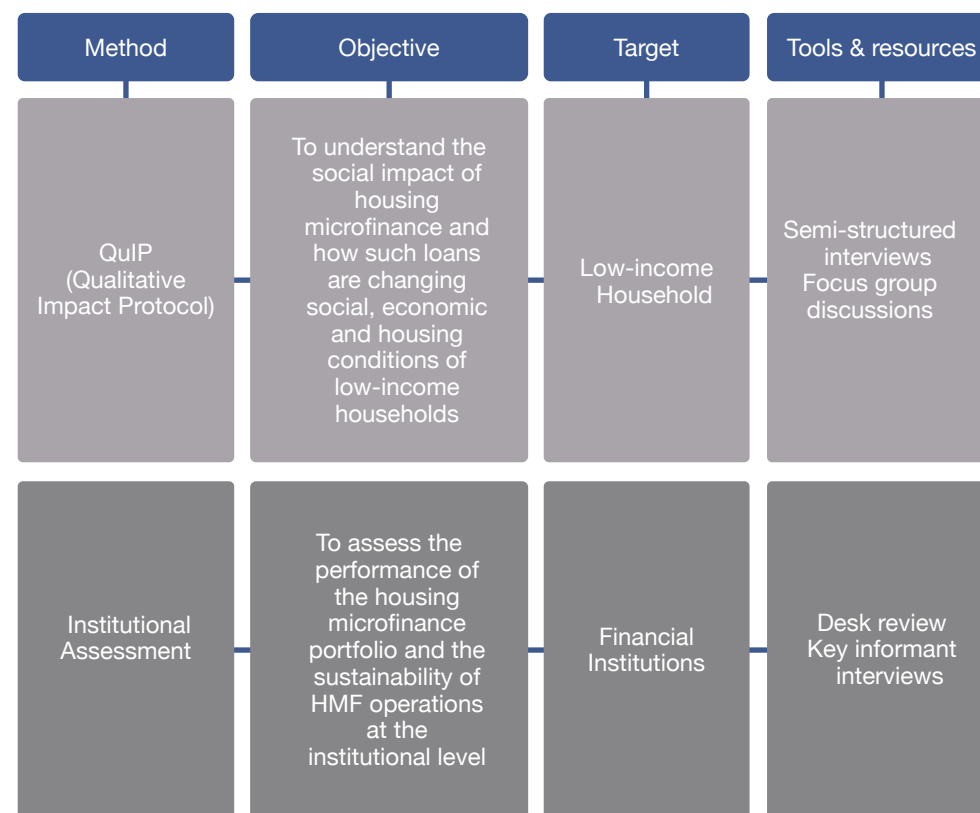 Method
Objective
Target
Tools & resources
QuIP
(Qualitative
Impact Protocol)
To understand the
social impact of
housing
microfinance and
how such loans
are changing
social, economic
and housing
conditions of
low-income
households
Low-income
Household
Semi-structured
interviews
Focus group
discussions
Institutional
Assessment
To assess the
performance of
the housing
microfinance
portfolio and the
sustainability of
HMF operations
at the
institutional level
Financial
Institutions
Desk review
Key informant
interviews